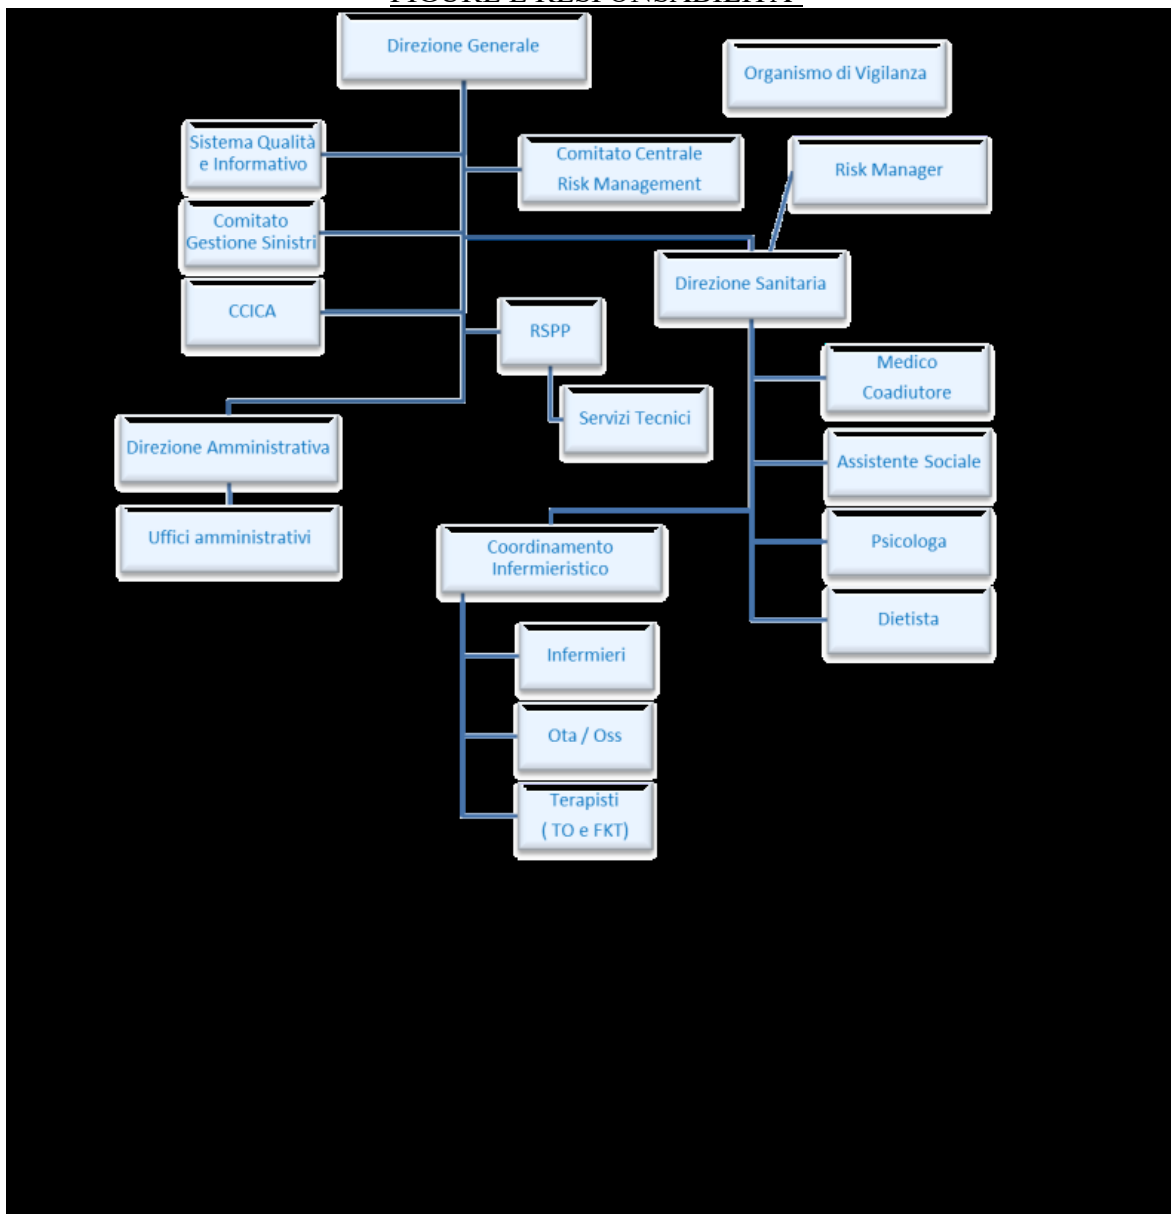 FIGURE E RESPONSABILITA'
Direzione Generale
Organismo di Vigilanza
Sistema Qualità
e Informativo
Comitato Centrale
Risk Management
Risk Manager
Comitato
Gestione Sinistri
Direzione Sanitaria
CCICA
RSPP
Medico
Coadiutore
Servizi Tecnici
Direzione Amministrativa
Assistente Sociale
Uffici amministrativi
Coordinamento
Infermieristico
Psicologa
Dietista
Infermieri
Ota / Oss
Terapisti
( TO e FKT)